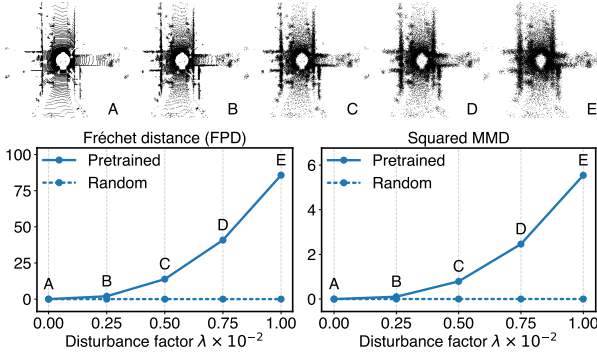 A B C D E
Fréchet distance (FPD)
100
75
50
25
0
Pretrained
Random
A B C D E
0.00 0.25 0.50 0.75 1.00
Disturbance factor λ × 10⁻²
Squared MMD
6
4
2
0
Pretrained
Random
A B C D E
0.00 0.25 0.50 0.75 1.00
Disturbance factor λ × 10⁻²